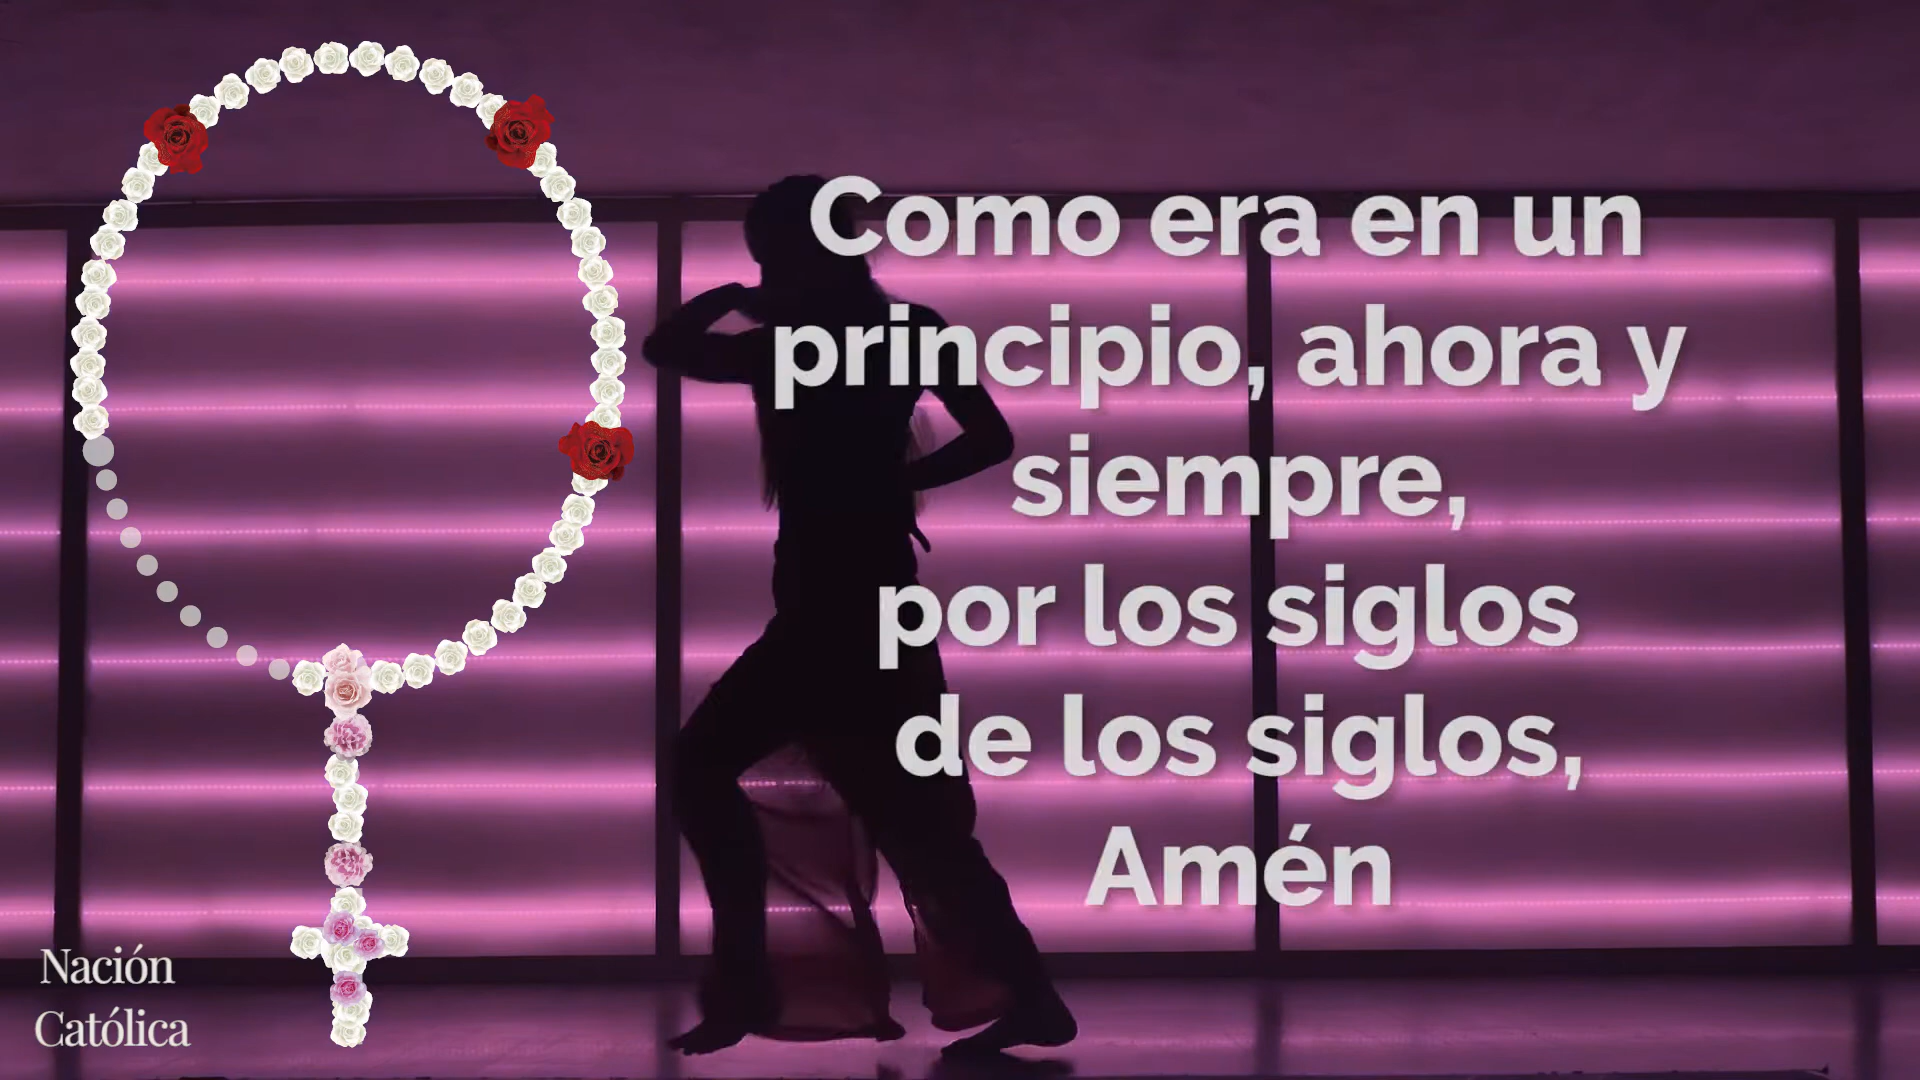 Como era en un
principio, ahora y
siempre,
por los siglos
de los siglos,
Amén
Nación
Católica